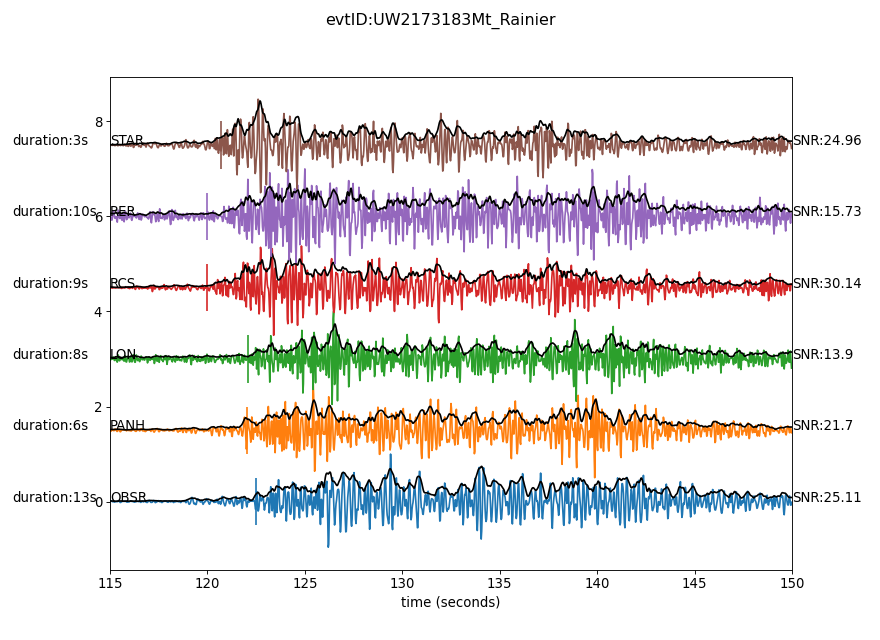 evtID:UW2173183Mt_Rainier
8
duration:3s STAR SNR:24.96
duration:10s RER SNR:15.73
6
duration:9s RCS SNR:30.14
4
duration:8s LON SNR:13.9
2
duration:6s PANH SNR:21.7
duration:13s OBSR SNR:25.11
0
115 120 125 130 135 140 145 150
time (seconds)